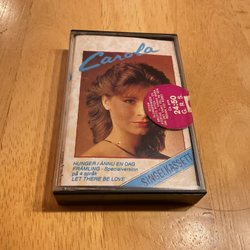 Carola
24:50
G. R. S.
HUNGER / ÄNNU EN DAG
FRÄMLING - Specialversion
på 4 språk
LET THERE BE LOVE
SINGELKASSETT